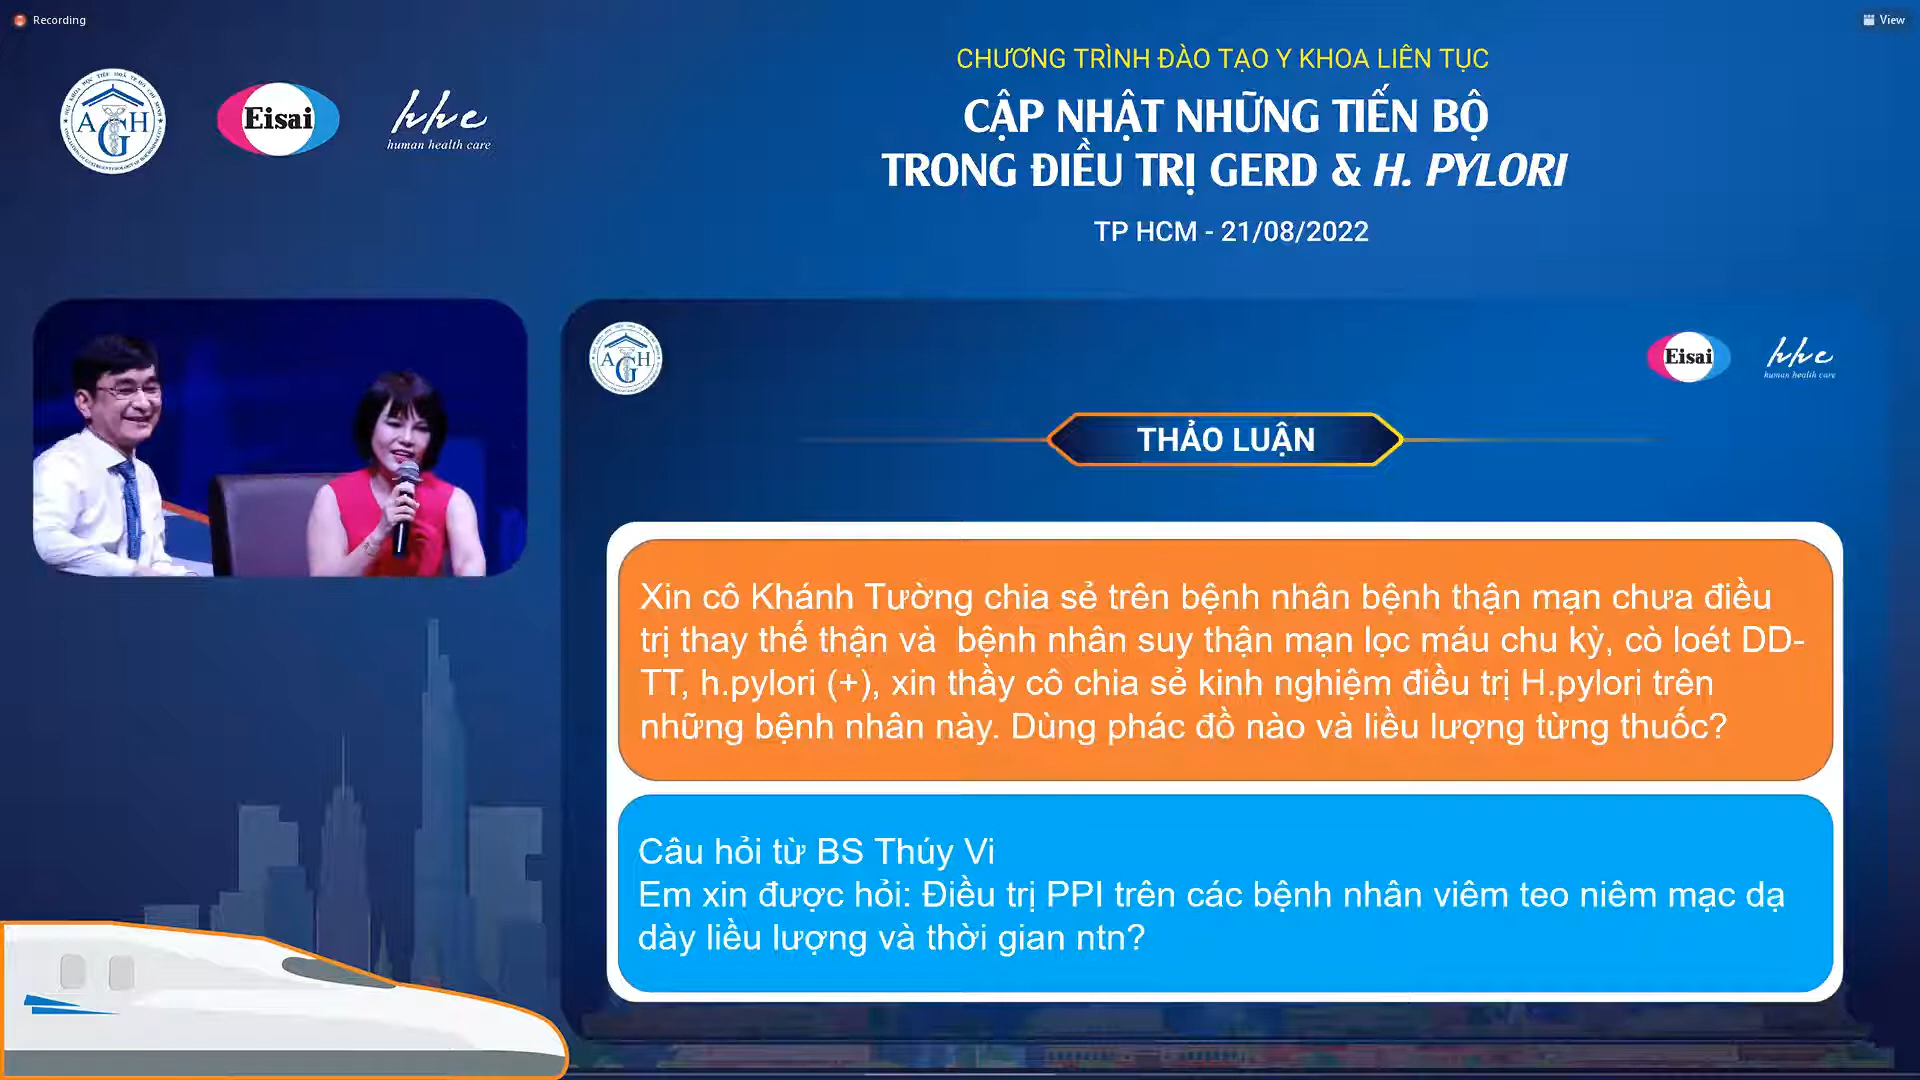 Recording
View
Eisai
hhc
human health care
CHƯƠNG TRÌNH ĐÀO TẠO Y KHOA LIÊN TỤC
CẬP NHẬT NHỮNG TIẾN BỘ
TRONG ĐIỀU TRỊ GERD & H. PYLORI
TP HCM - 21/08/2022
AGH
Eisai
hhc
human health care
THẢO LUẬN
Xin cô Khánh Tường chia sẻ trên bệnh nhân bệnh thận mạn chưa điều
trị thay thế thận và  bệnh nhân suy thận mạn lọc máu chu kỳ, cò loét DD-
TT, h.pylori (+), xin thầy cô chia sẻ kinh nghiệm điều trị H.pylori trên
những bệnh nhân này. Dùng phác đồ nào và liều lượng từng thuốc?
Câu hỏi từ BS Thúy Vi
Em xin được hỏi: Điều trị PPI trên các bệnh nhân viêm teo niêm mạc dạ
dày liều lượng và thời gian ntn?